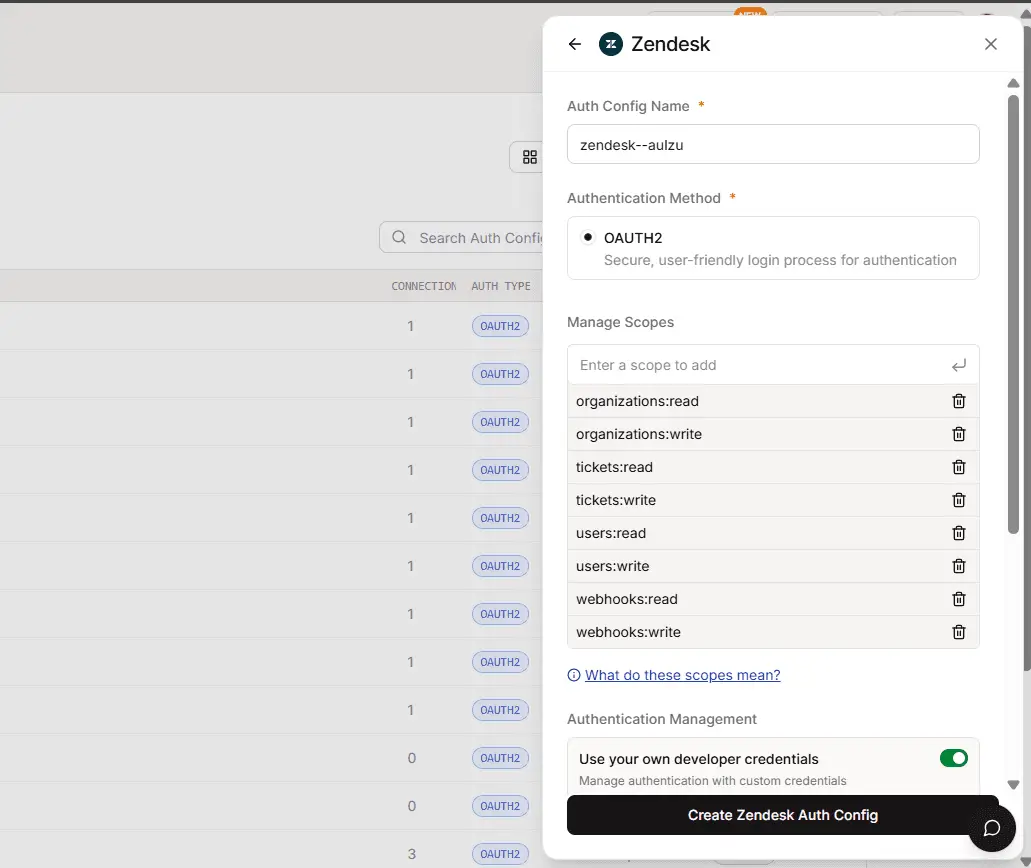 NEW
Zendesk
Auth Config Name *
zendesk--aulzu
Authentication Method *
OAUTH2
Secure, user-friendly login process for authentication
Search Auth Confi
CONNECTION AUTH TYPE
1 OAUTH2
1 OAUTH2
1 OAUTH2
1 OAUTH2
1 OAUTH2
1 OAUTH2
1 OAUTH2
1 OAUTH2
1 OAUTH2
0 OAUTH2
0 OAUTH2
3 OAUTH2
Manage Scopes
Enter a scope to add
organizations:read
organizations:write
tickets:read
tickets:write
users:read
users:write
webhooks:read
webhooks:write
What do these scopes mean?
Authentication Management
Use your own developer credentials
Manage authentication with custom credentials
Create Zendesk Auth Config